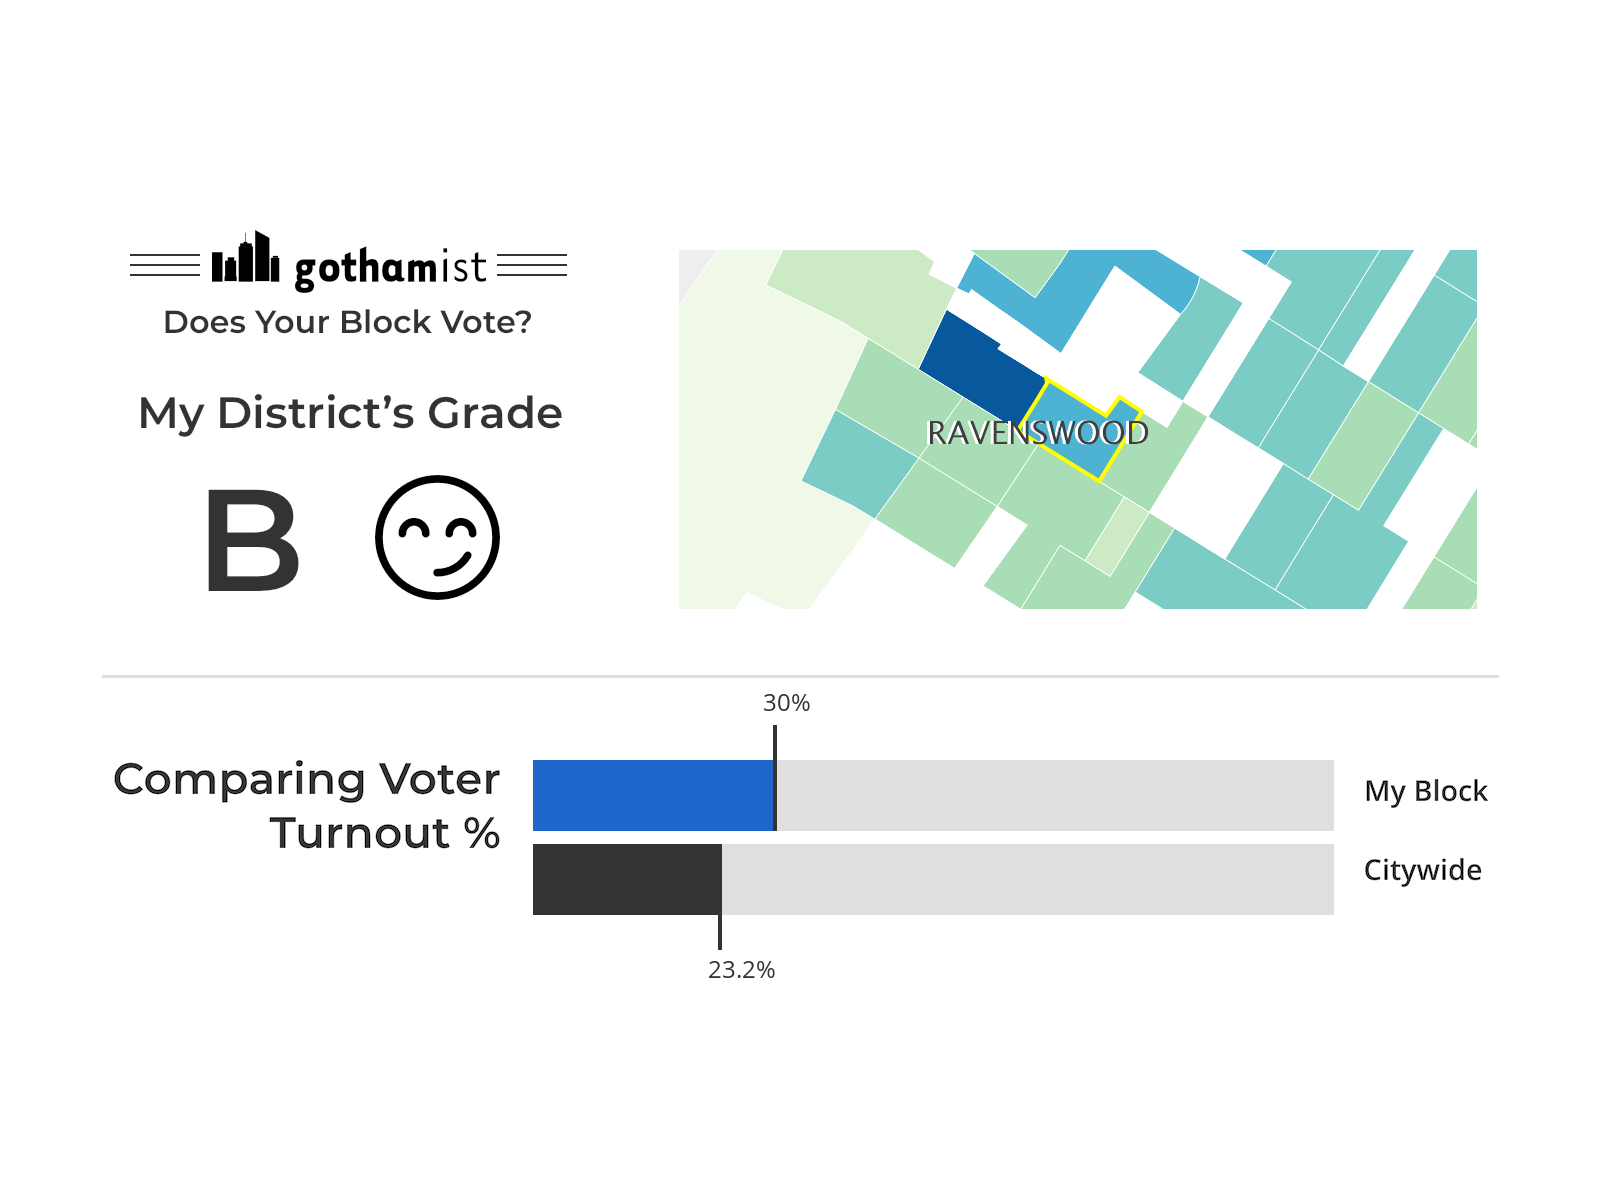 gothamist
Does Your Block Vote?
My District's Grade
B
RAVENSWOOD
30%
Comparing Voter
Turnout %
My Block
Citywide
23.2%